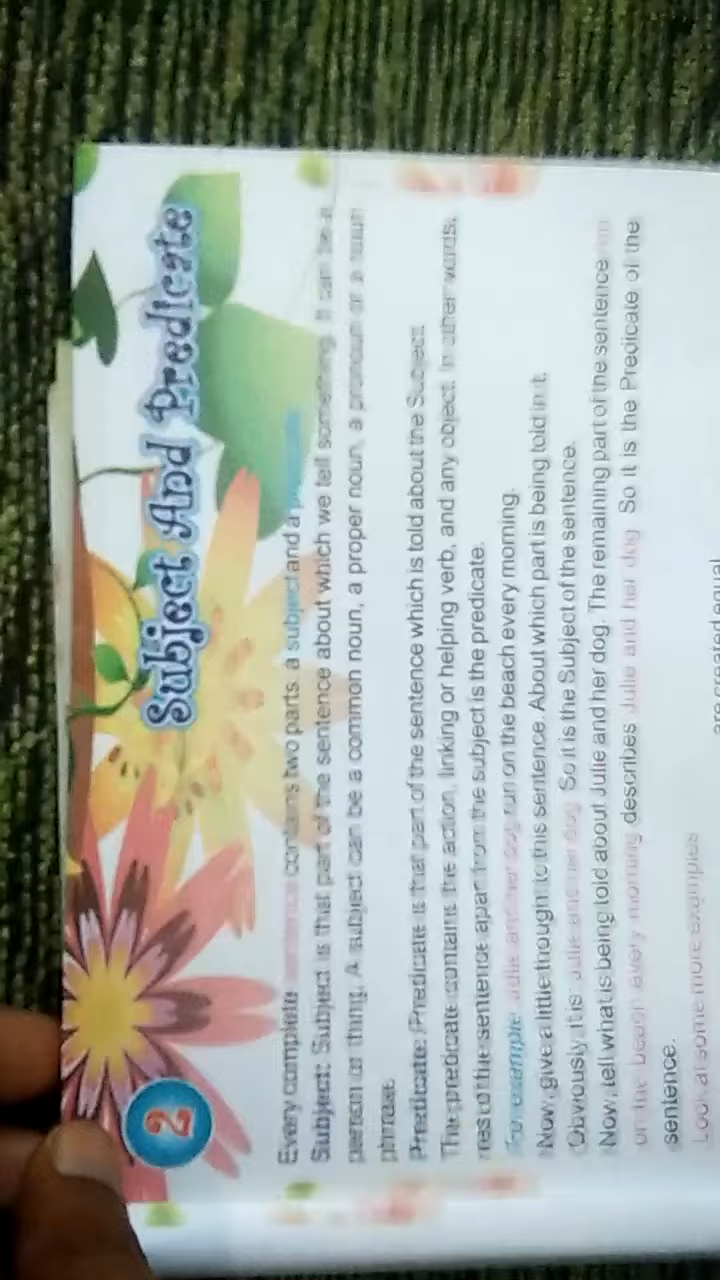 2
Subject And Predicate
Every complete sentence contains two parts a subject and a predicate
Subject: Subject is that part of the sentence about which we tell something. It can be a
person or thing. A subject can be a common noun, a proper noun, a pronoun or a noun
phrase.
Predicate: Predicate is that part of the sentence which is told about the Subject.
The predicate contains the action, linking or helping verb, and any object. In other words,
rest of the sentence apart from the subject is the predicate.
For example: Julie and her dog run on the beach every morning.
Now, give a little though to this sentence. About which part is being told in it.
Obviously, it is: Julie and her dog So it is the Subject of the sentence.
Now, tell what is being told about Julie and her dog. The remaining part of the sentence run
on the beach every morning describes Julie and her dog So it is the Predicate of the
sentence.
Look at some more examples
are created equal